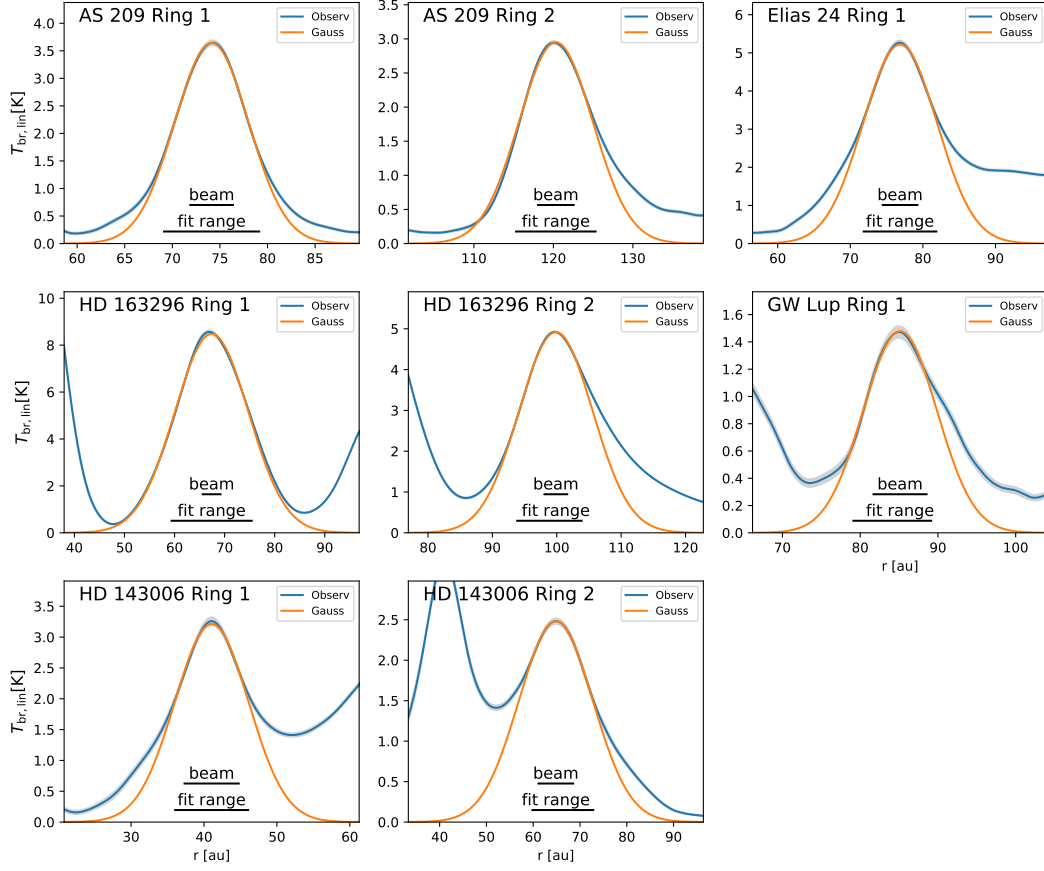 AS 209 Ring 1
Observ
Gauss
beam
fit range
T_br,lin[K]
0.0
0.5
1.0
1.5
2.0
2.5
3.0
3.5
4.0
60 65 70 75 80 85
AS 209 Ring 2
Observ
Gauss
beam
fit range
0.0
0.5
1.0
1.5
2.0
2.5
3.0
3.5
110 120 130
Elias 24 Ring 1
Observ
Gauss
beam
fit range
0
1
2
3
4
5
6
60 70 80 90
HD 163296 Ring 1
Observ
Gauss
beam
fit range
T_br,lin[K]
0
2
4
6
8
10
40 50 60 70 80 90
HD 163296 Ring 2
Observ
Gauss
beam
fit range
0
1
2
3
4
5
80 90 100 110 120
GW Lup Ring 1
Observ
Gauss
beam
fit range
0.0
0.2
0.4
0.6
0.8
1.0
1.2
1.4
1.6
70 80 90 100
r [au]
HD 143006 Ring 1
Observ
Gauss
beam
fit range
T_br,lin[K]
0.0
0.5
1.0
1.5
2.0
2.5
3.0
3.5
30 40 50 60
r [au]
HD 143006 Ring 2
Observ
Gauss
beam
fit range
0.0
0.5
1.0
1.5
2.0
2.5
40 50 60 70 80 90
r [au]